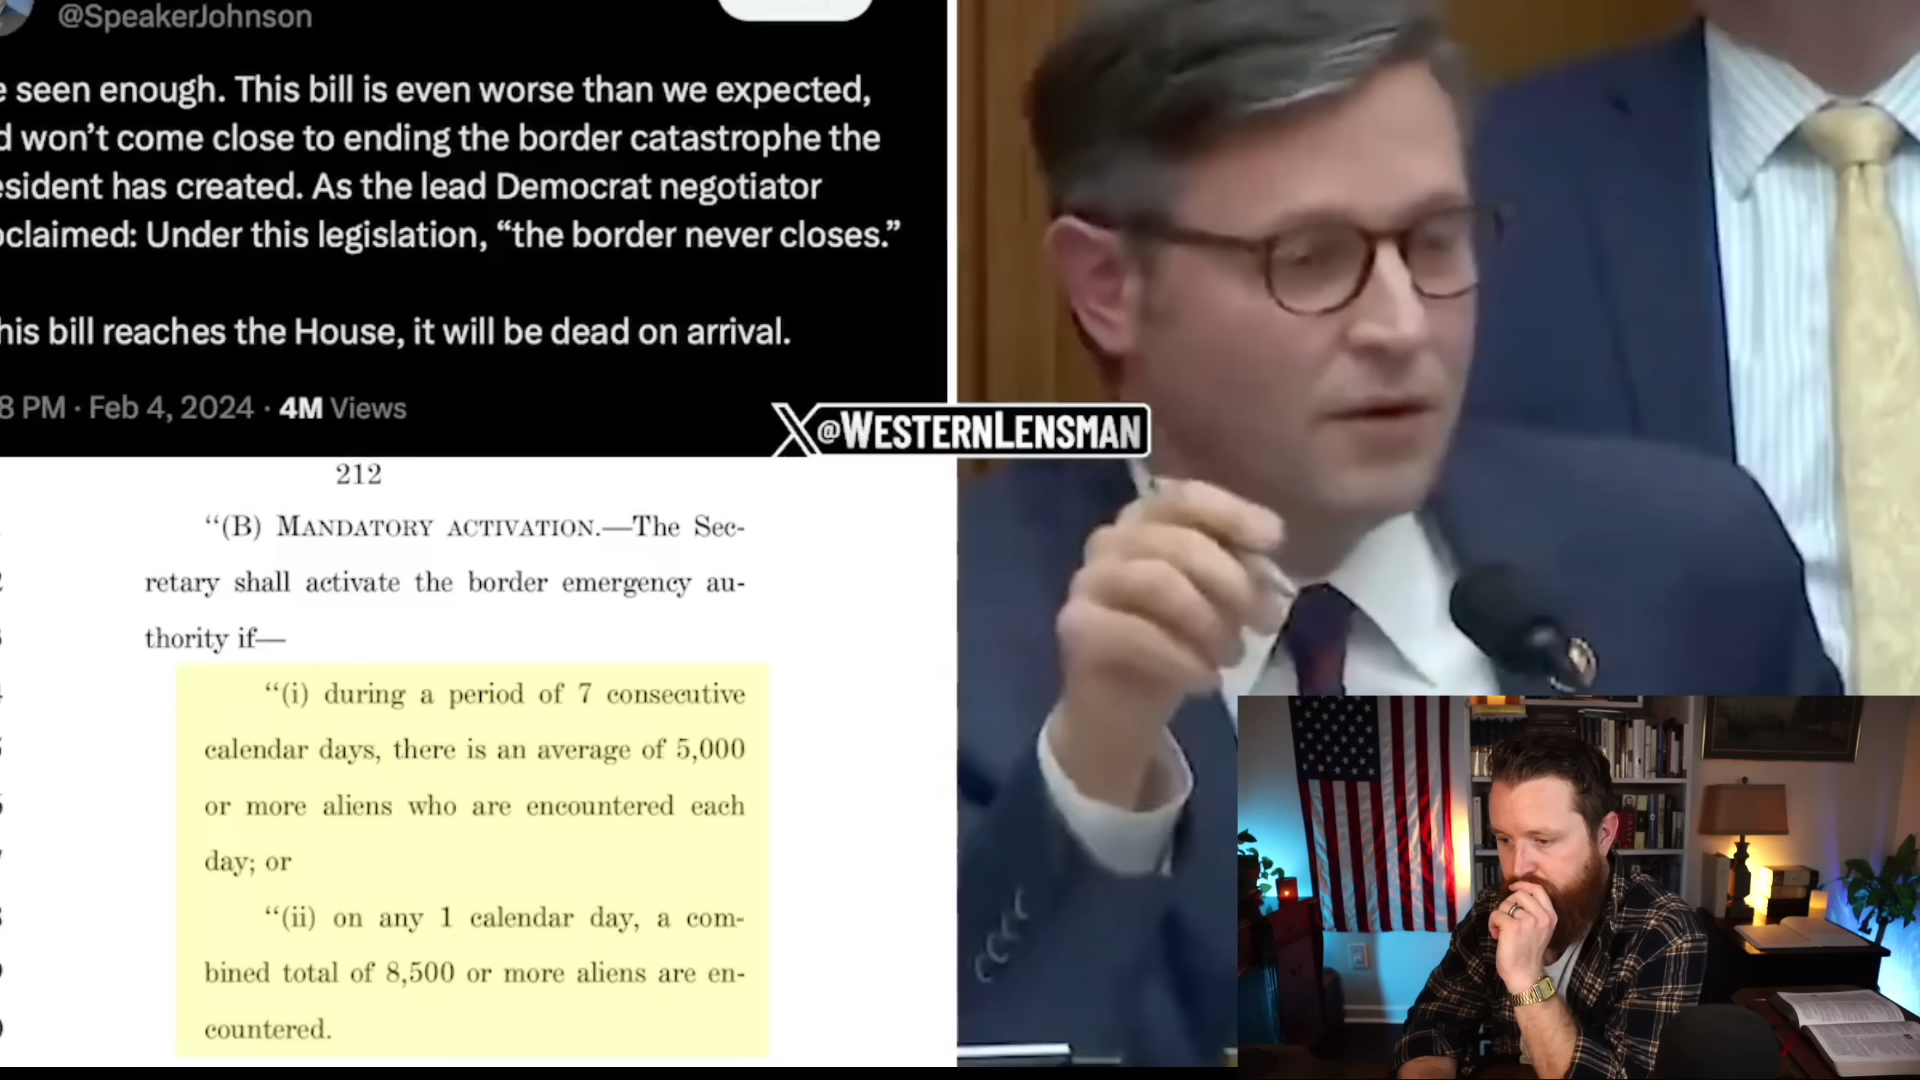 @SpeakerJohnson
seen enough. This bill is even worse than we expected,
won’t come close to ending the border catastrophe the
has created. As the lead Democrat negotiator
Under this legislation, “the border never closes.”
bill reaches the House, it will be dead on arrival.
PM · Feb 4, 2024 · 4M Views
@WESTERNLENSMAN
212
“(B) MANDATORY ACTIVATION.—The Sec-
retary shall activate the border emergency au-
thority if—
“(i) during a period of 7 consecutive
calendar days, there is an average of 5,000
or more aliens who are encountered each
day; or
“(ii) on any 1 calendar day, a com-
bined total of 8,500 or more aliens are en-
countered.